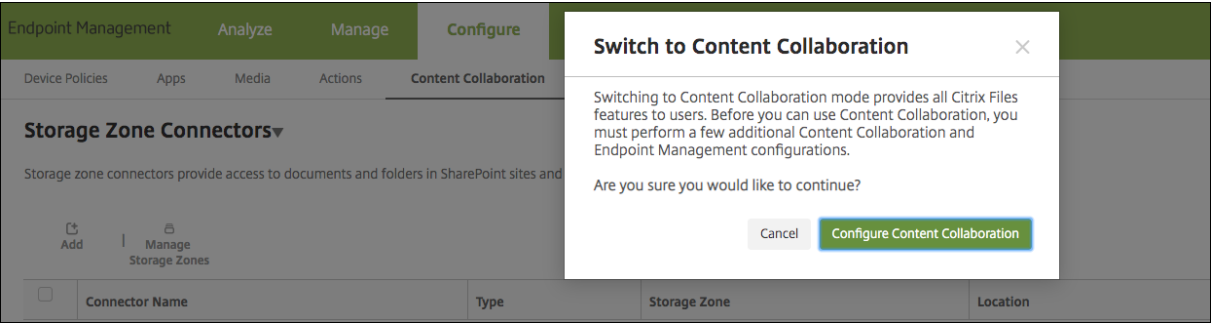 Endpoint Management Analyze Manage Configure
Device Policies Apps Media Actions Content Collaboration
Storage Zone Connectors
Storage zone connectors provide access to documents and folders in SharePoint sites and
Add Manage
Storage Zones
Connector Name Type Storage Zone Location
Switch to Content Collaboration
Switching to Content Collaboration mode provides all Citrix Files
features to users. Before you can use Content Collaboration, you
must perform a few additional Content Collaboration and
Endpoint Management configurations.
Are you sure you would like to continue?
Cancel Configure Content Collaboration